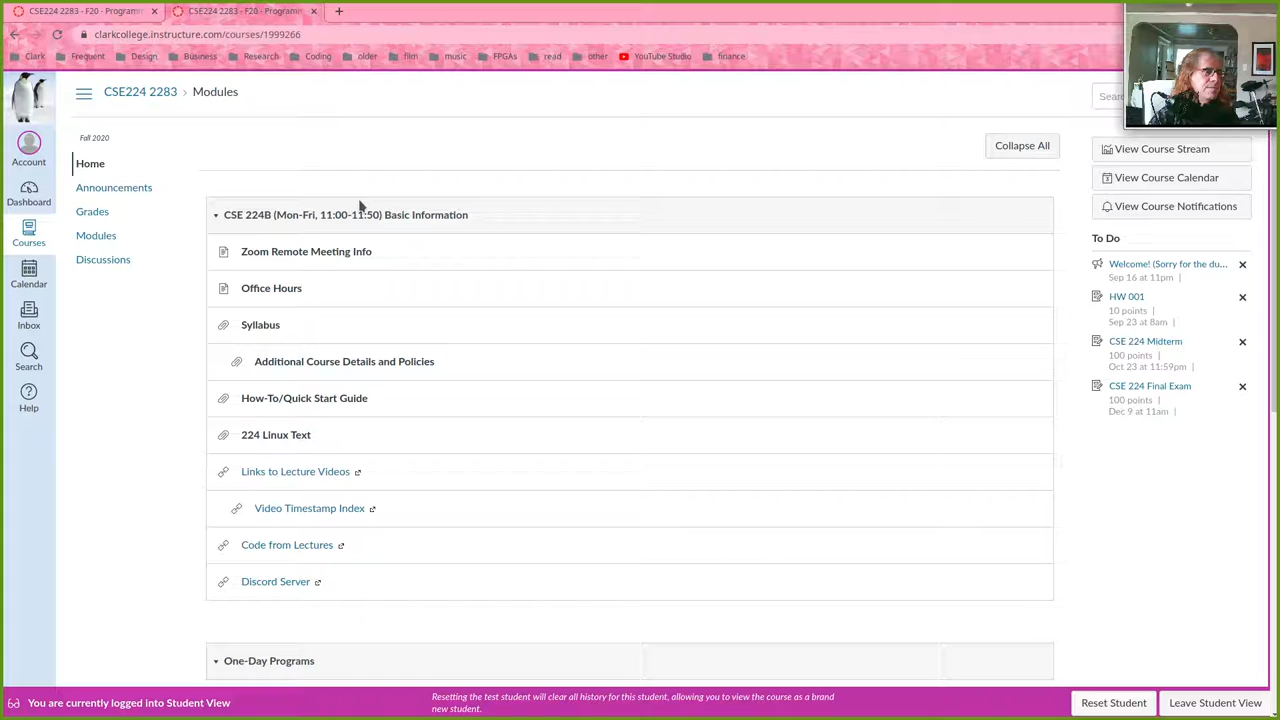 CSE224 2283 - F20 - Programm
CSE224 2283 - F20 - Programm
clarkcollege.instructure.com/courses/1999266
Clark Frequent Design Business Research Coding older film music FPGAs read other YouTube Studio finance
CSE224 2283 › Modules
Sear
Fall 2020
Home
Announcements
Grades
Modules
Discussions
Account
Dashboard
Courses
Calendar
Inbox
Search
Help
Collapse All
CSE 224B (Mon-Fri, 11:00-11:50) Basic Information
Zoom Remote Meeting Info
Office Hours
Syllabus
Additional Course Details and Policies
How-To/Quick Start Guide
224 Linux Text
Links to Lecture Videos
Video Timestamp Index
Code from Lectures
Discord Server
One-Day Programs
View Course Stream
View Course Calendar
View Course Notifications
To Do
Welcome! (Sorry for the du...
Sep 16 at 11pm |
HW 001
10 points |
Sep 23 at 8am |
CSE 224 Midterm
100 points |
Oct 23 at 11:59pm |
CSE 224 Final Exam
100 points |
Dec 9 at 11am |
You are currently logged into Student View
Resetting the test student will clear all history for this student, allowing you to view the course as a brand
new student.
Reset Student
Leave Student View